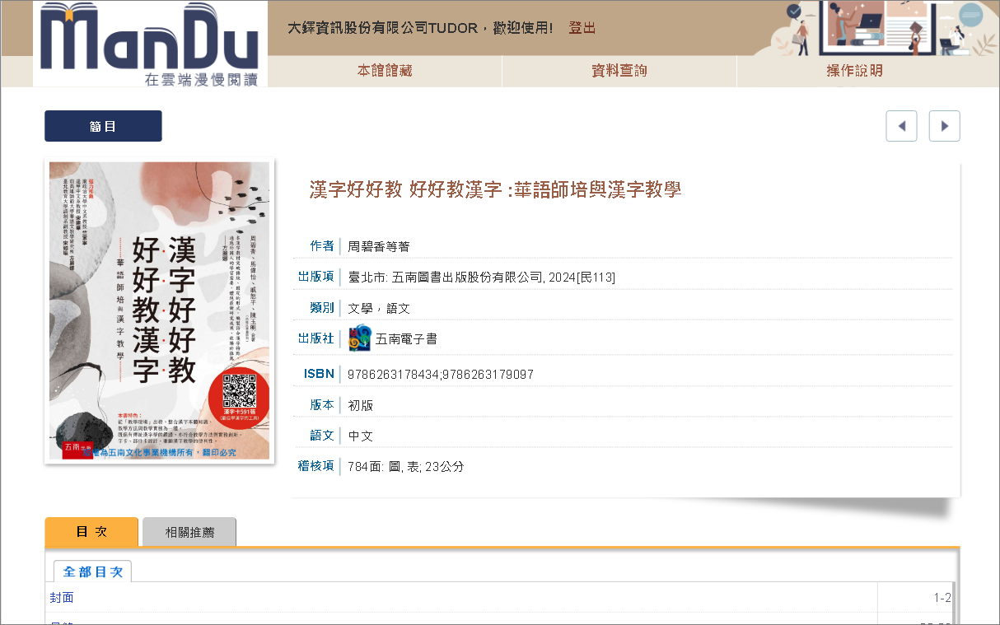 ManDu
在雲端漫慢閱讀
大鐸資訊股份有限公司TUDOR，歡迎使用! 登出
本館館藏 資料查詢 操作說明
簡目
漢字好好教 好好教漢字 :華語師培與漢字教學
作者 周碧香等著
出版項 臺北市: 五南圖書出版股份有限公司, 2024[民113]
類別 文學，語文
出版社 五南電子書
ISBN 9786263178434;9786263179097
版本 初版
語文 中文
稽核項 784面: 圖, 表; 23公分
漢字好好教
好好教漢字
華語師培與漢字教學
漢字卡591張
本書特色：
五南出版
為五南文化事業機構所有，翻印必究
目 次 相關推薦
全部目次
封面 1-2